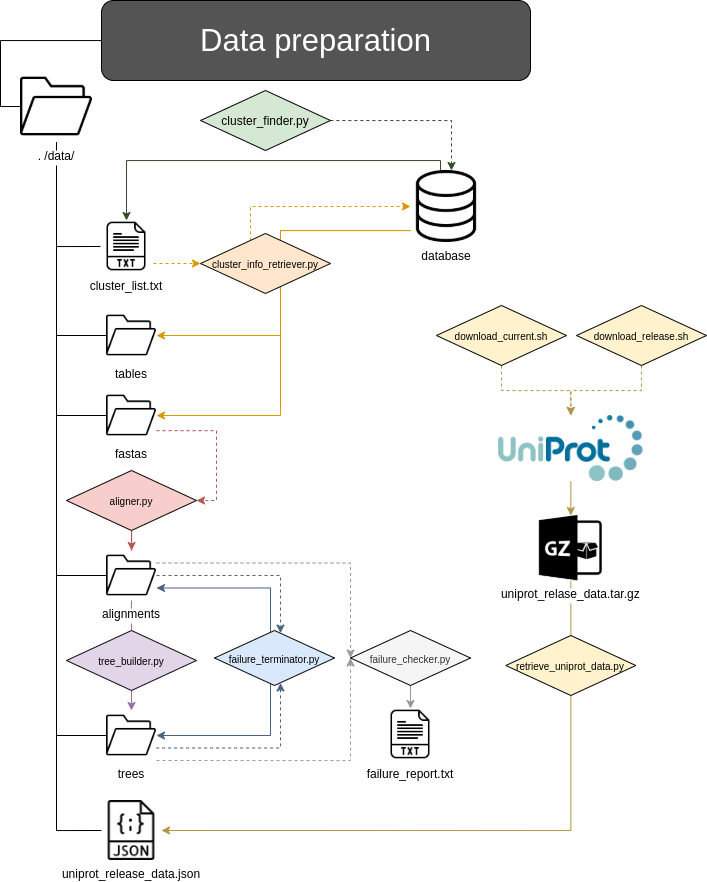 Data preparation
cluster_finder.py
. /data/
database
TXT
cluster_info_retriever.py
cluster_list.txt
download_current.sh
download_release.sh
tables
UniProt
fastas
aligner.py
GZ
uniprot_relase_data.tar.gz
alignments
tree_builder.py
failure_terminator.py
failure_checker.py
retrieve_uniprot_data.py
TXT
trees
failure_report.txt
{;}
JSON
uniprot_release_data.json